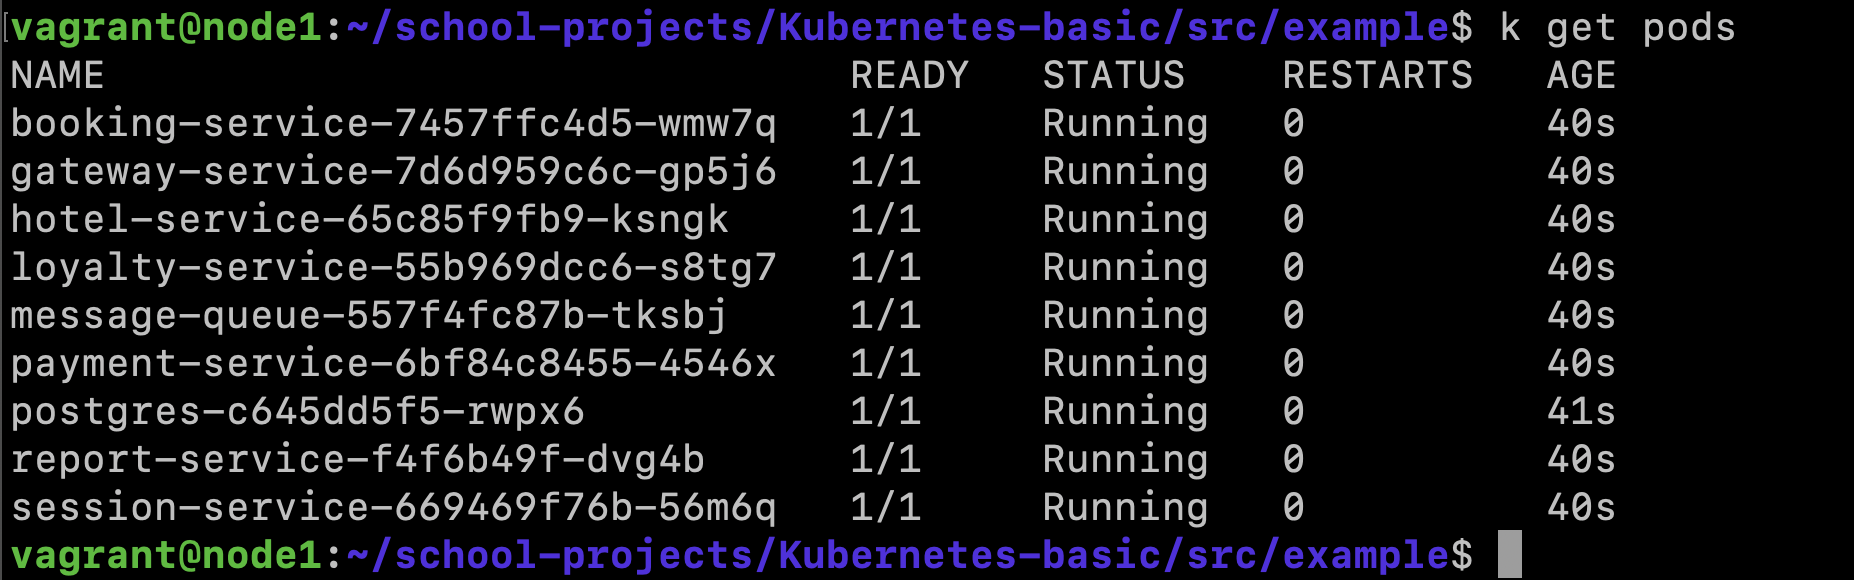 vagrant@node1:~/school-projects/Kubernetes-basic/src/example$ k get pods
NAME READY STATUS RESTARTS AGE
booking-service-7457ffc4d5-wmw7q 1/1 Running 0 40s
gateway-service-7d6d959c6c-gp5j6 1/1 Running 0 40s
hotel-service-65c85f9fb9-ksngk 1/1 Running 0 40s
loyalty-service-55b969dcc6-s8tg7 1/1 Running 0 40s
message-queue-557f4fc87b-tksbj 1/1 Running 0 40s
payment-service-6bf84c8455-4546x 1/1 Running 0 40s
postgres-c645dd5f5-rwpx6 1/1 Running 0 41s
report-service-f4f6b49f-dvg4b 1/1 Running 0 40s
session-service-669469f76b-56m6q 1/1 Running 0 40s
vagrant@node1:~/school-projects/Kubernetes-basic/src/example$